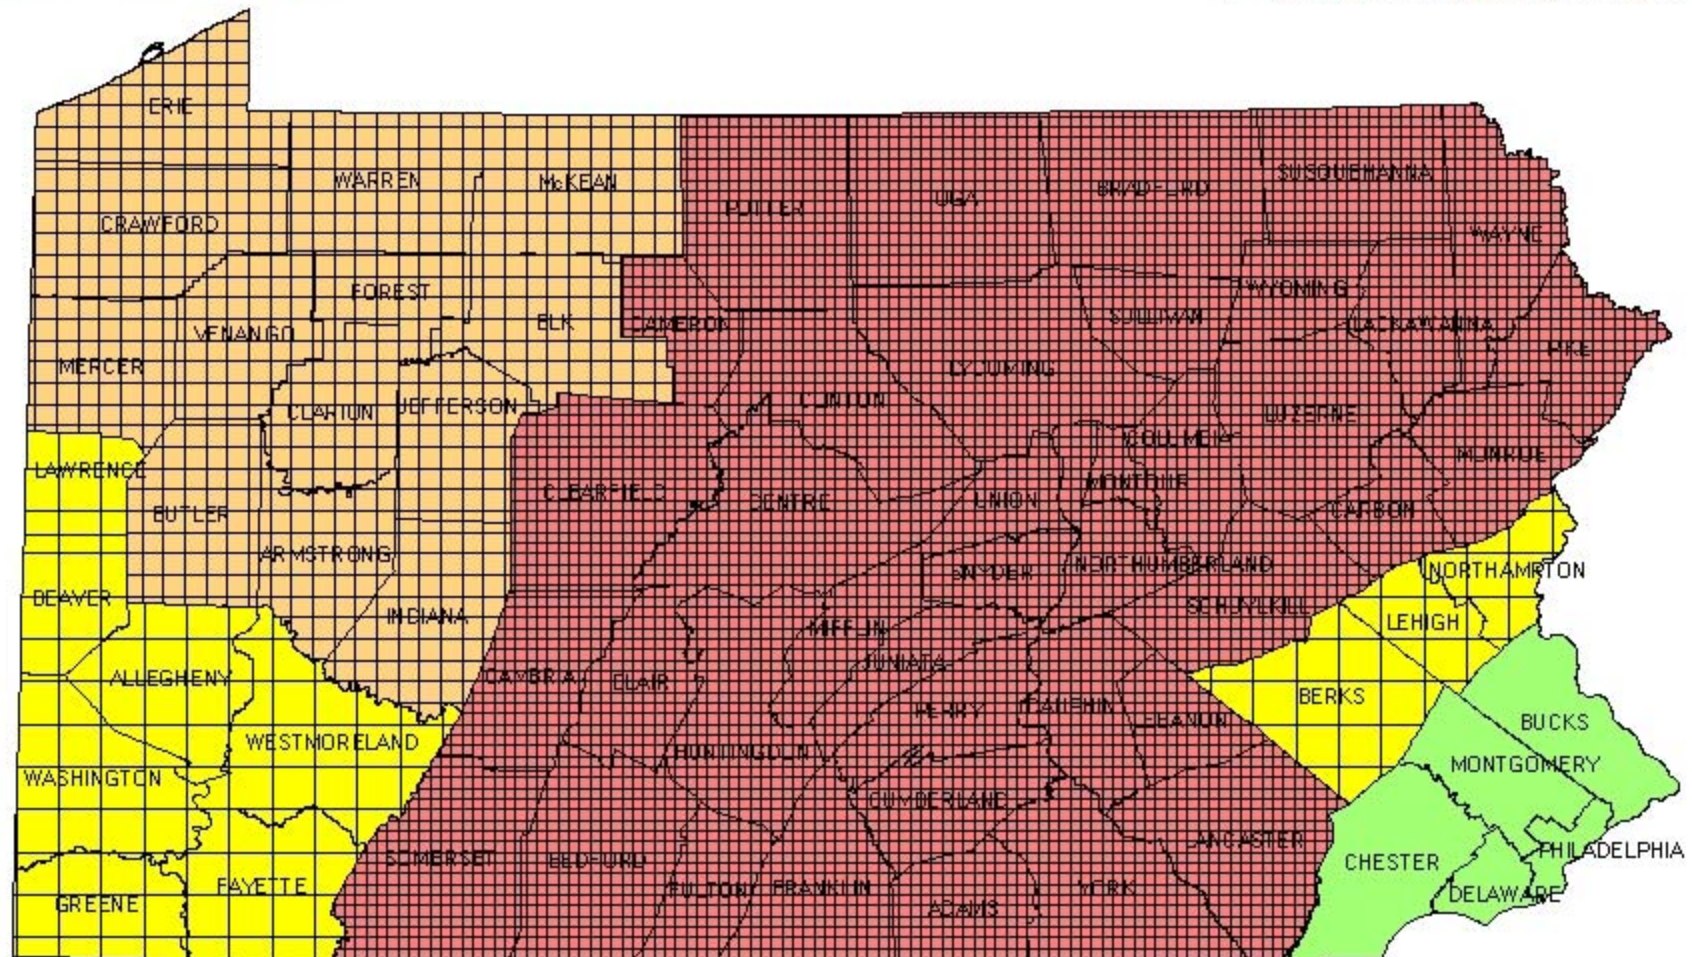 ERIE
WARREN
McKEAN
SUSQUEHANNA
CRAWFORD
POTTER
BRADFORD
WAYNE
FOREST
WYOMING
VENANGO
ELK
CAMERON
SULLIVAN
LACKAWANNA
MERCER
LYCOMING
PIKE
CLARION
JEFFERSON
CLINTON
LUZERNE
COLUMBIA
MONROE
LAWRENCE
CLEARFIELD
CENTRE
UNION
MONTOUR
CARBON
BUTLER
ARMSTRONG
SNYDER
NORTHUMBERLAND
NORTHAMPTON
BEAVER
INDIANA
MIFFLIN
SCHUYLKILL
LEHIGH
ALLEGHENY
CAMBRIA
BLAIR
JUNIATA
BERKS
WESTMORELAND
PERRY
DAUPHIN
LEBANON
BUCKS
WASHINGTON
HUNTINGDON
MONTGOMERY
CUMBERLAND
SOMERSET
BEDFORD
LANCASTER
CHESTER
PHILADELPHIA
GREENE
FAYETTE
FULTON
FRANKLIN
ADAMS
YORK
DELAWARE